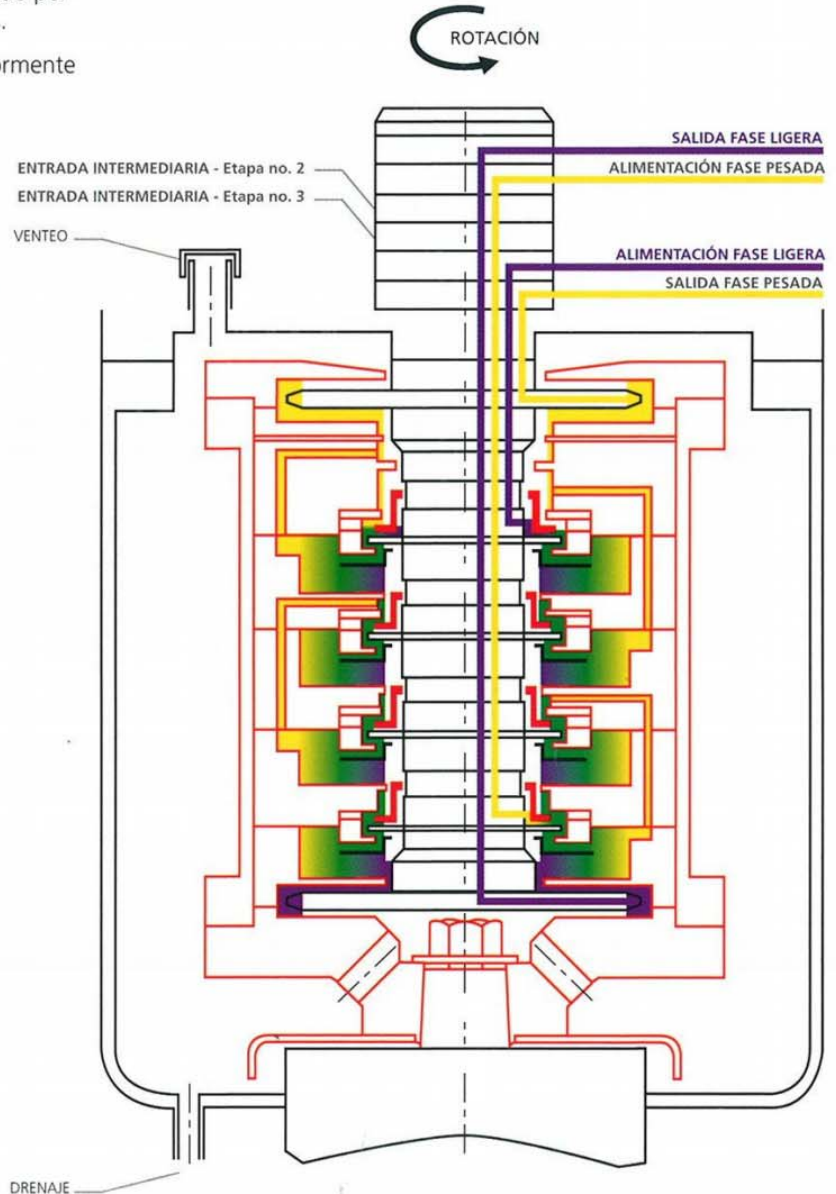 ormente
ROTACIÓN
SALIDA FASE LIGERA
ALIMENTACIÓN FASE PESADA
ENTRADA INTERMEDIARIA - Etapa no. 2
ENTRADA INTERMEDIARIA - Etapa no. 3
VENTEO
ALIMENTACIÓN FASE LIGERA
SALIDA FASE PESADA
DRENAJE